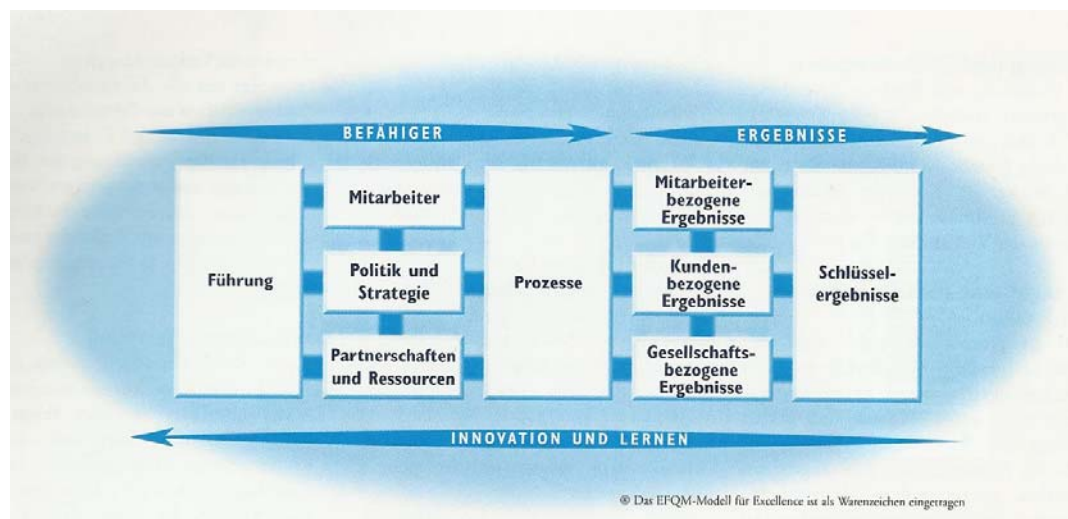 BEFÄHIGER
ERGEBNISSE
Führung
Mitarbeiter
Politik und
Strategie
Partnerschaften
und Ressourcen
Prozesse
Mitarbeiter-
bezogene
Ergebnisse
Kunden-
bezogene
Ergebnisse
Gesellschafts-
bezogene
Ergebnisse
Schlüssel-
ergebnisse
INNOVATION UND LERNEN
® Das EFQM-Modell für Excellence ist als Warenzeichen eingetragen